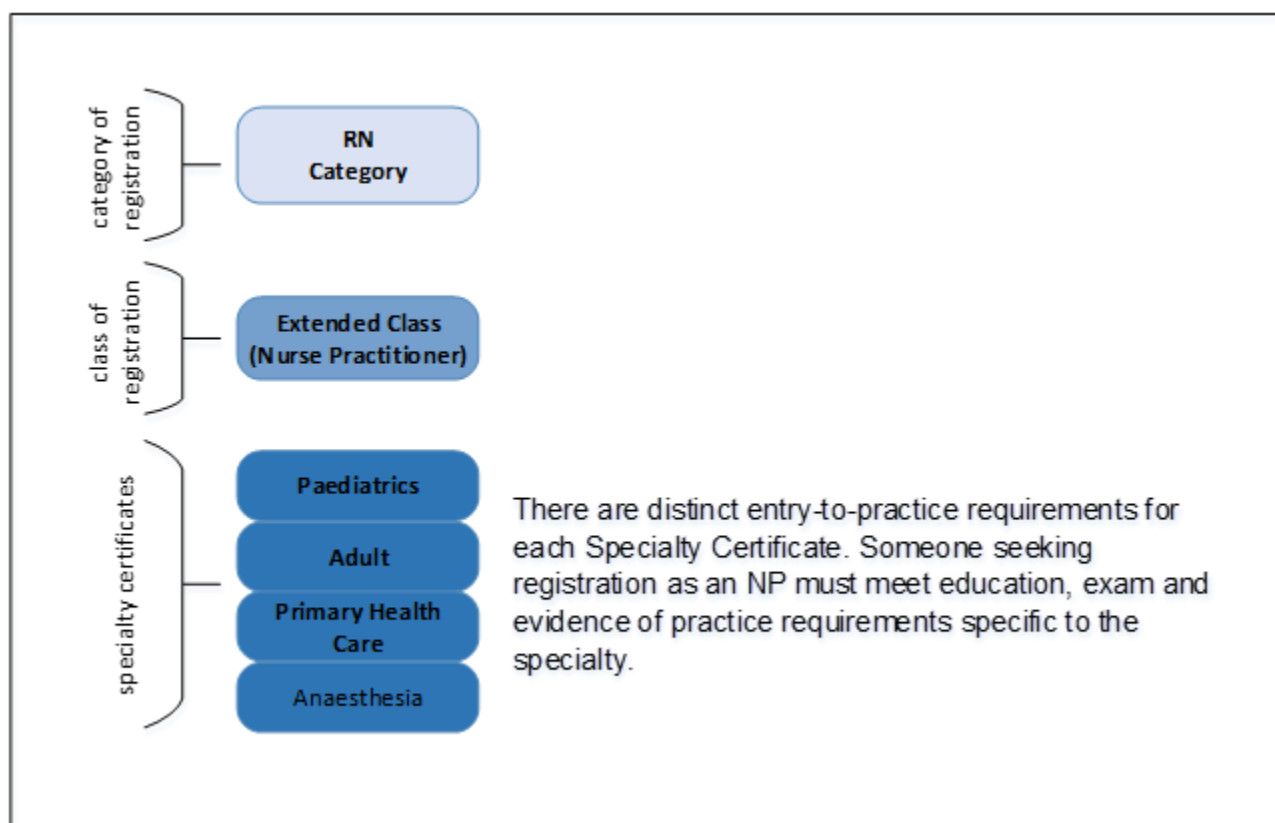 category of
registration
RN
Category
class of
registration
Extended Class
(Nurse Practitioner)
specialty certificates
Paediatrics
Adult
Primary Health
Care
Anaesthesia
There are distinct entry-to-practice requirements for
each Specialty Certificate. Someone seeking
registration as an NP must meet education, exam and
evidence of practice requirements specific to the
specialty.